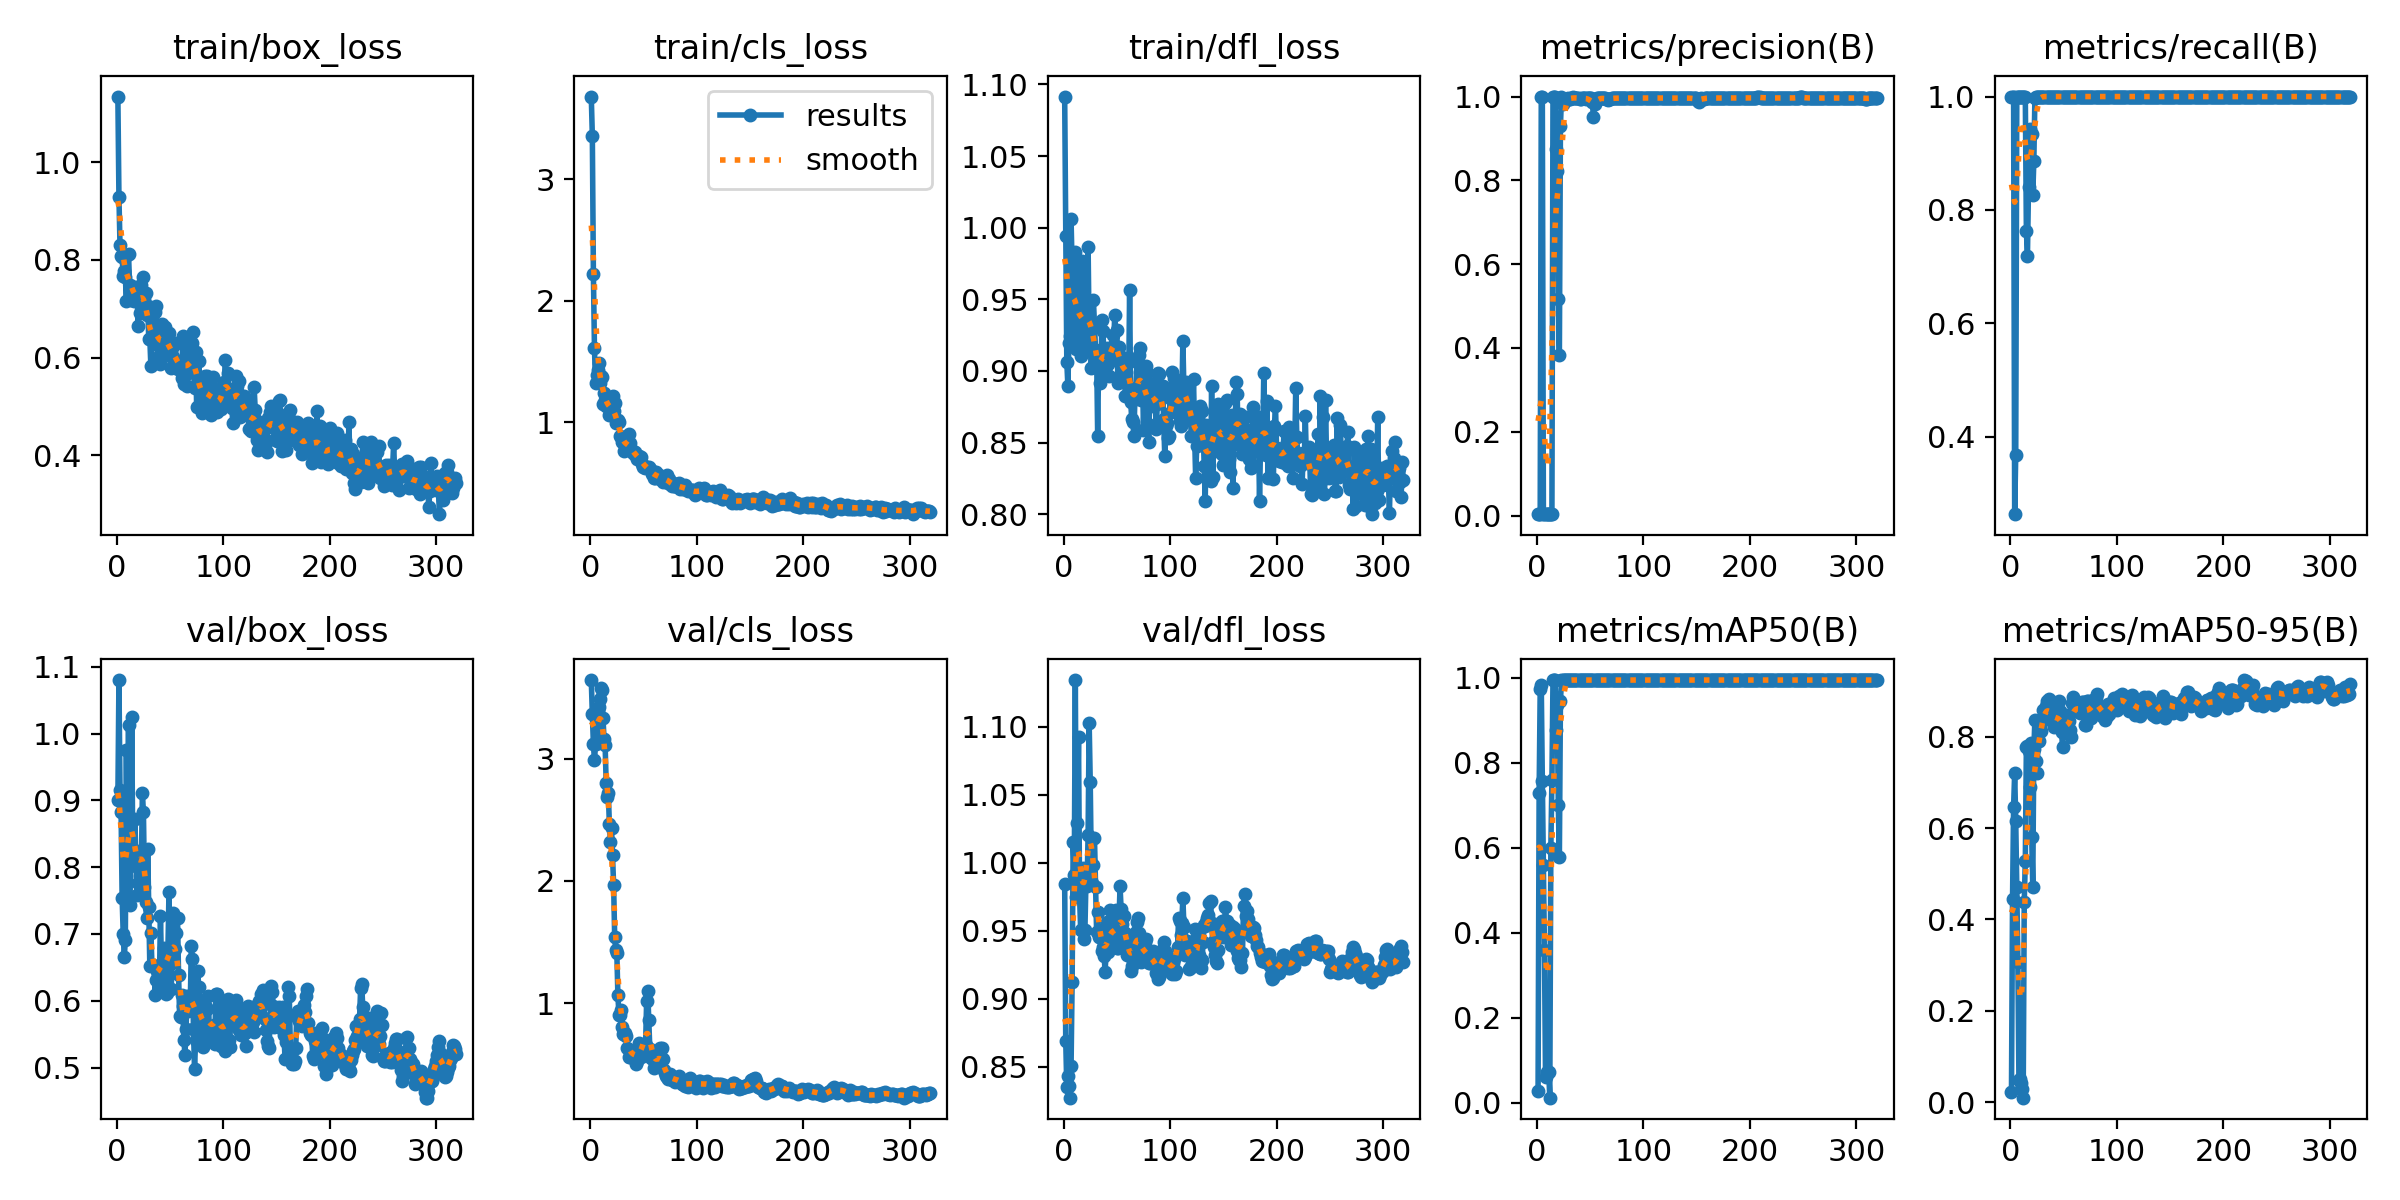 train/box_loss
train/cls_loss
train/dfl_loss
metrics/precision(B)
metrics/recall(B)
1.0
0.8
0.6
0.4
0 100 200 300
results
smooth
3
2
1
0 100 200 300
1.10
1.05
1.00
0.95
0.90
0.85
0.80
0 100 200 300
1.0
0.8
0.6
0.4
0.2
0.0
0 100 200 300
1.0
0.8
0.6
0.4
0 100 200 300
val/box_loss
val/cls_loss
val/dfl_loss
metrics/mAP50(B)
metrics/mAP50-95(B)
1.1
1.0
0.9
0.8
0.7
0.6
0.5
0 100 200 300
3
2
1
0 100 200 300
1.10
1.05
1.00
0.95
0.90
0.85
0 100 200 300
1.0
0.8
0.6
0.4
0.2
0.0
0 100 200 300
0.8
0.6
0.4
0.2
0.0
0 100 200 300